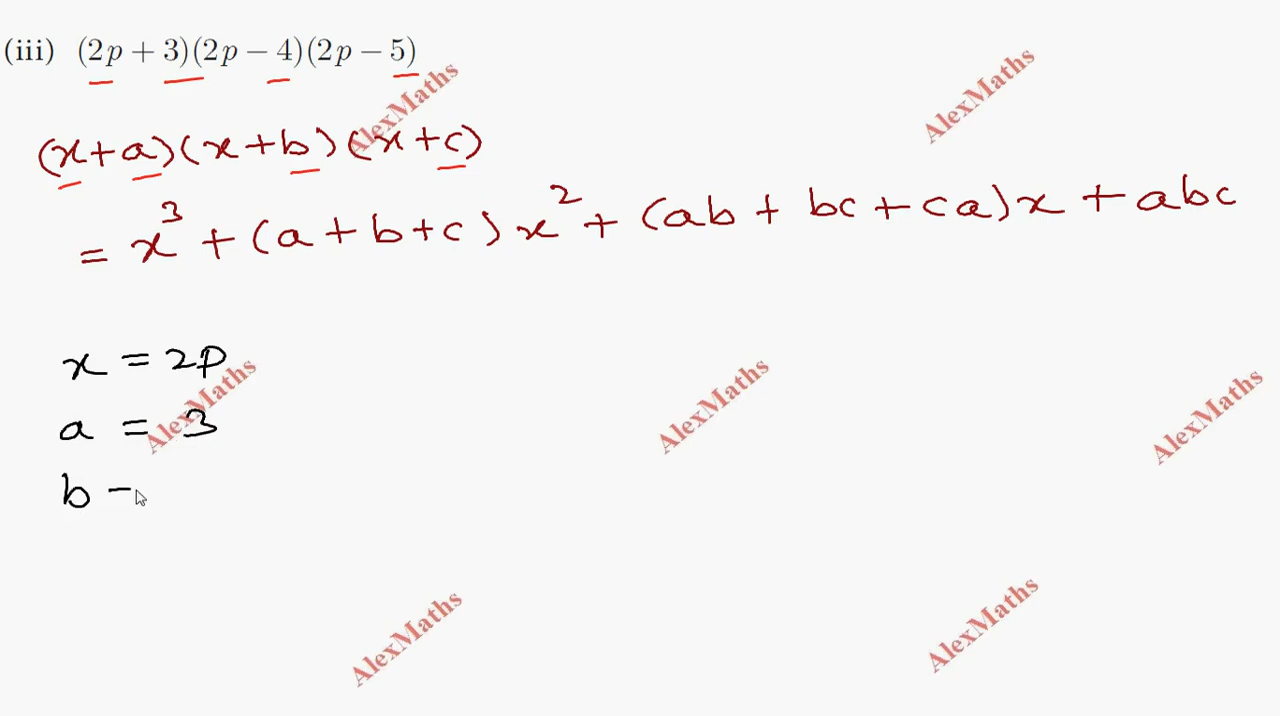 (iii) (2p + 3)(2p − 4)(2p − 5)
(x+a)(x+b)(x+c)
= x³ + (a+b+c)x² + (ab + bc + ca)x + abc
x = 2p
a = 3
b −
AlexMaths
AlexMaths
AlexMaths
AlexMaths
AlexMaths
AlexMaths
AlexMaths